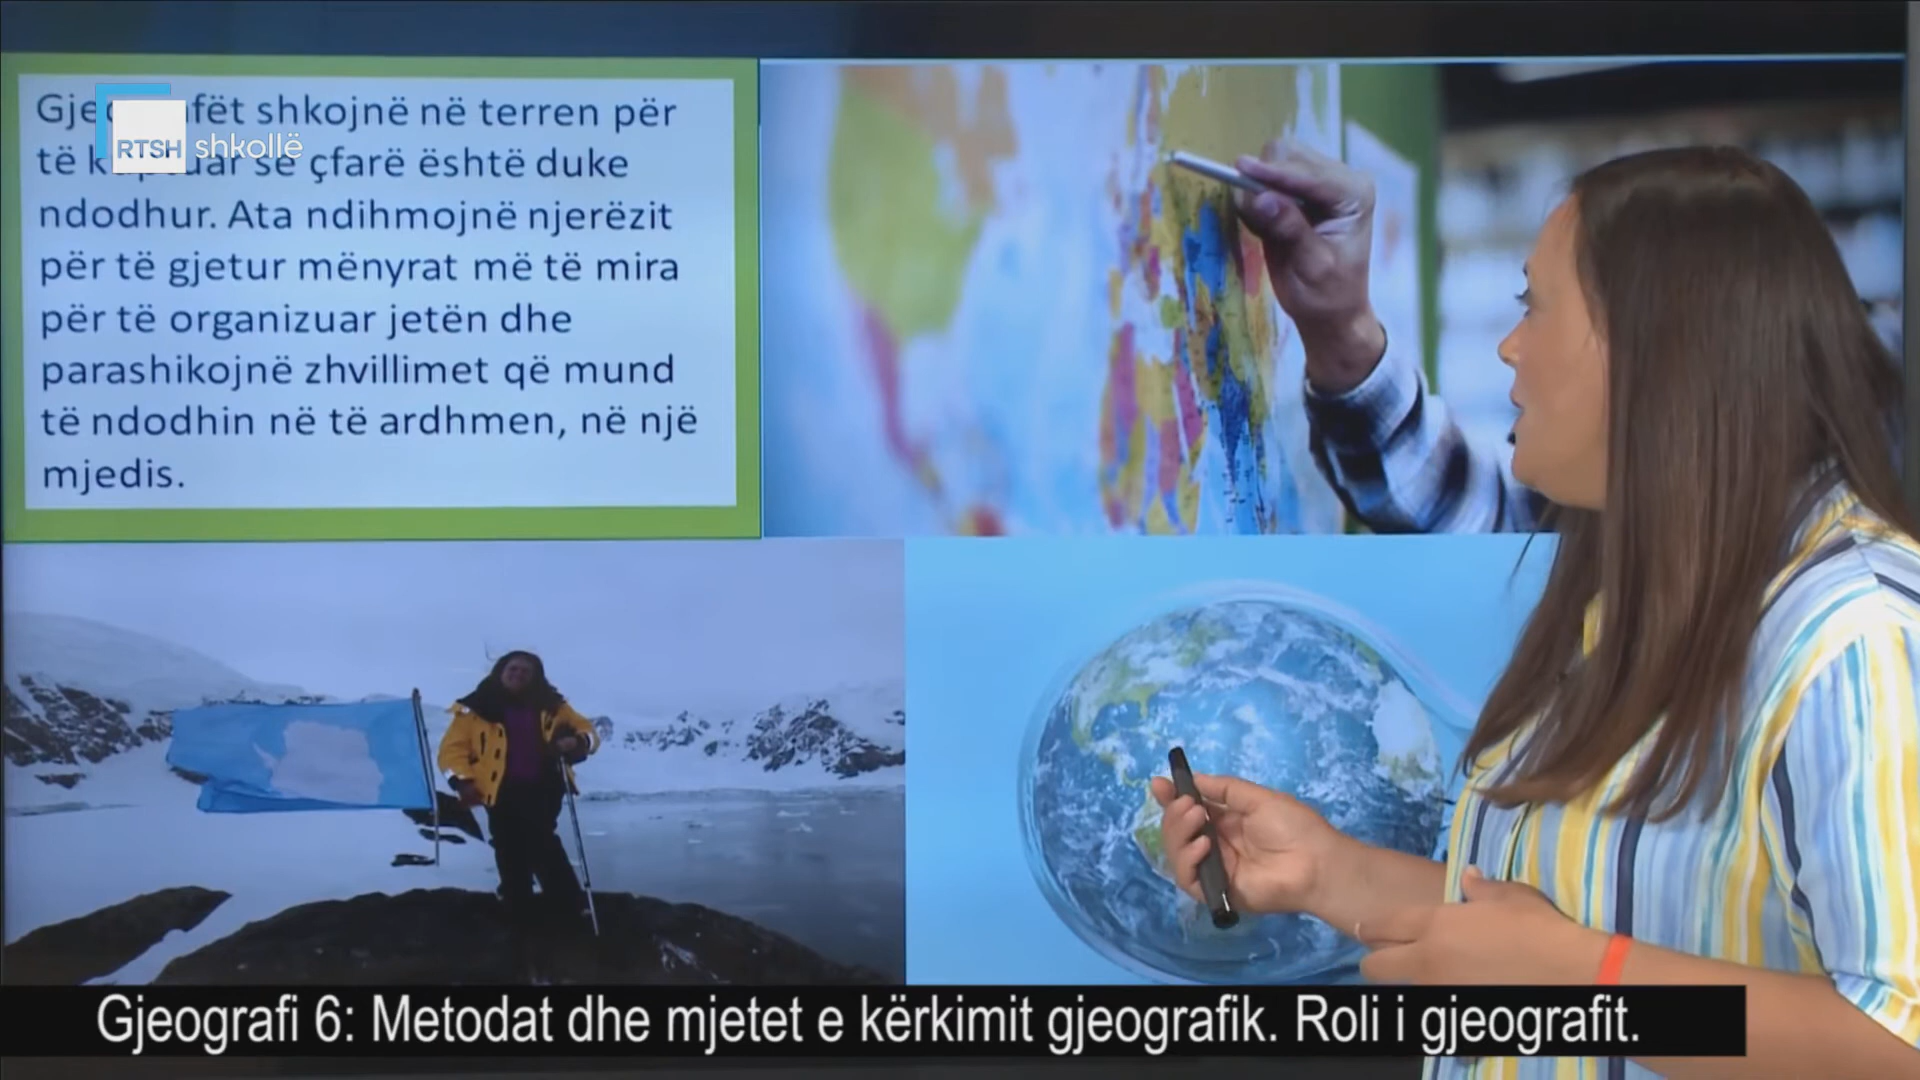 shkojnë në terren për
të se çfarë është duke
ndodhur. Ata ndihmojnë njerëzit
për të gjetur mënyrat më të mira
për të organizuar jetën dhe
parashikojnë zhvillimet që mund
të ndodhin në të ardhmen, në një
mjedis.
RTSH shkollë
Gjeografi 6: Metodat dhe mjetet e kërkimit gjeografik. Roli i gjeografit.